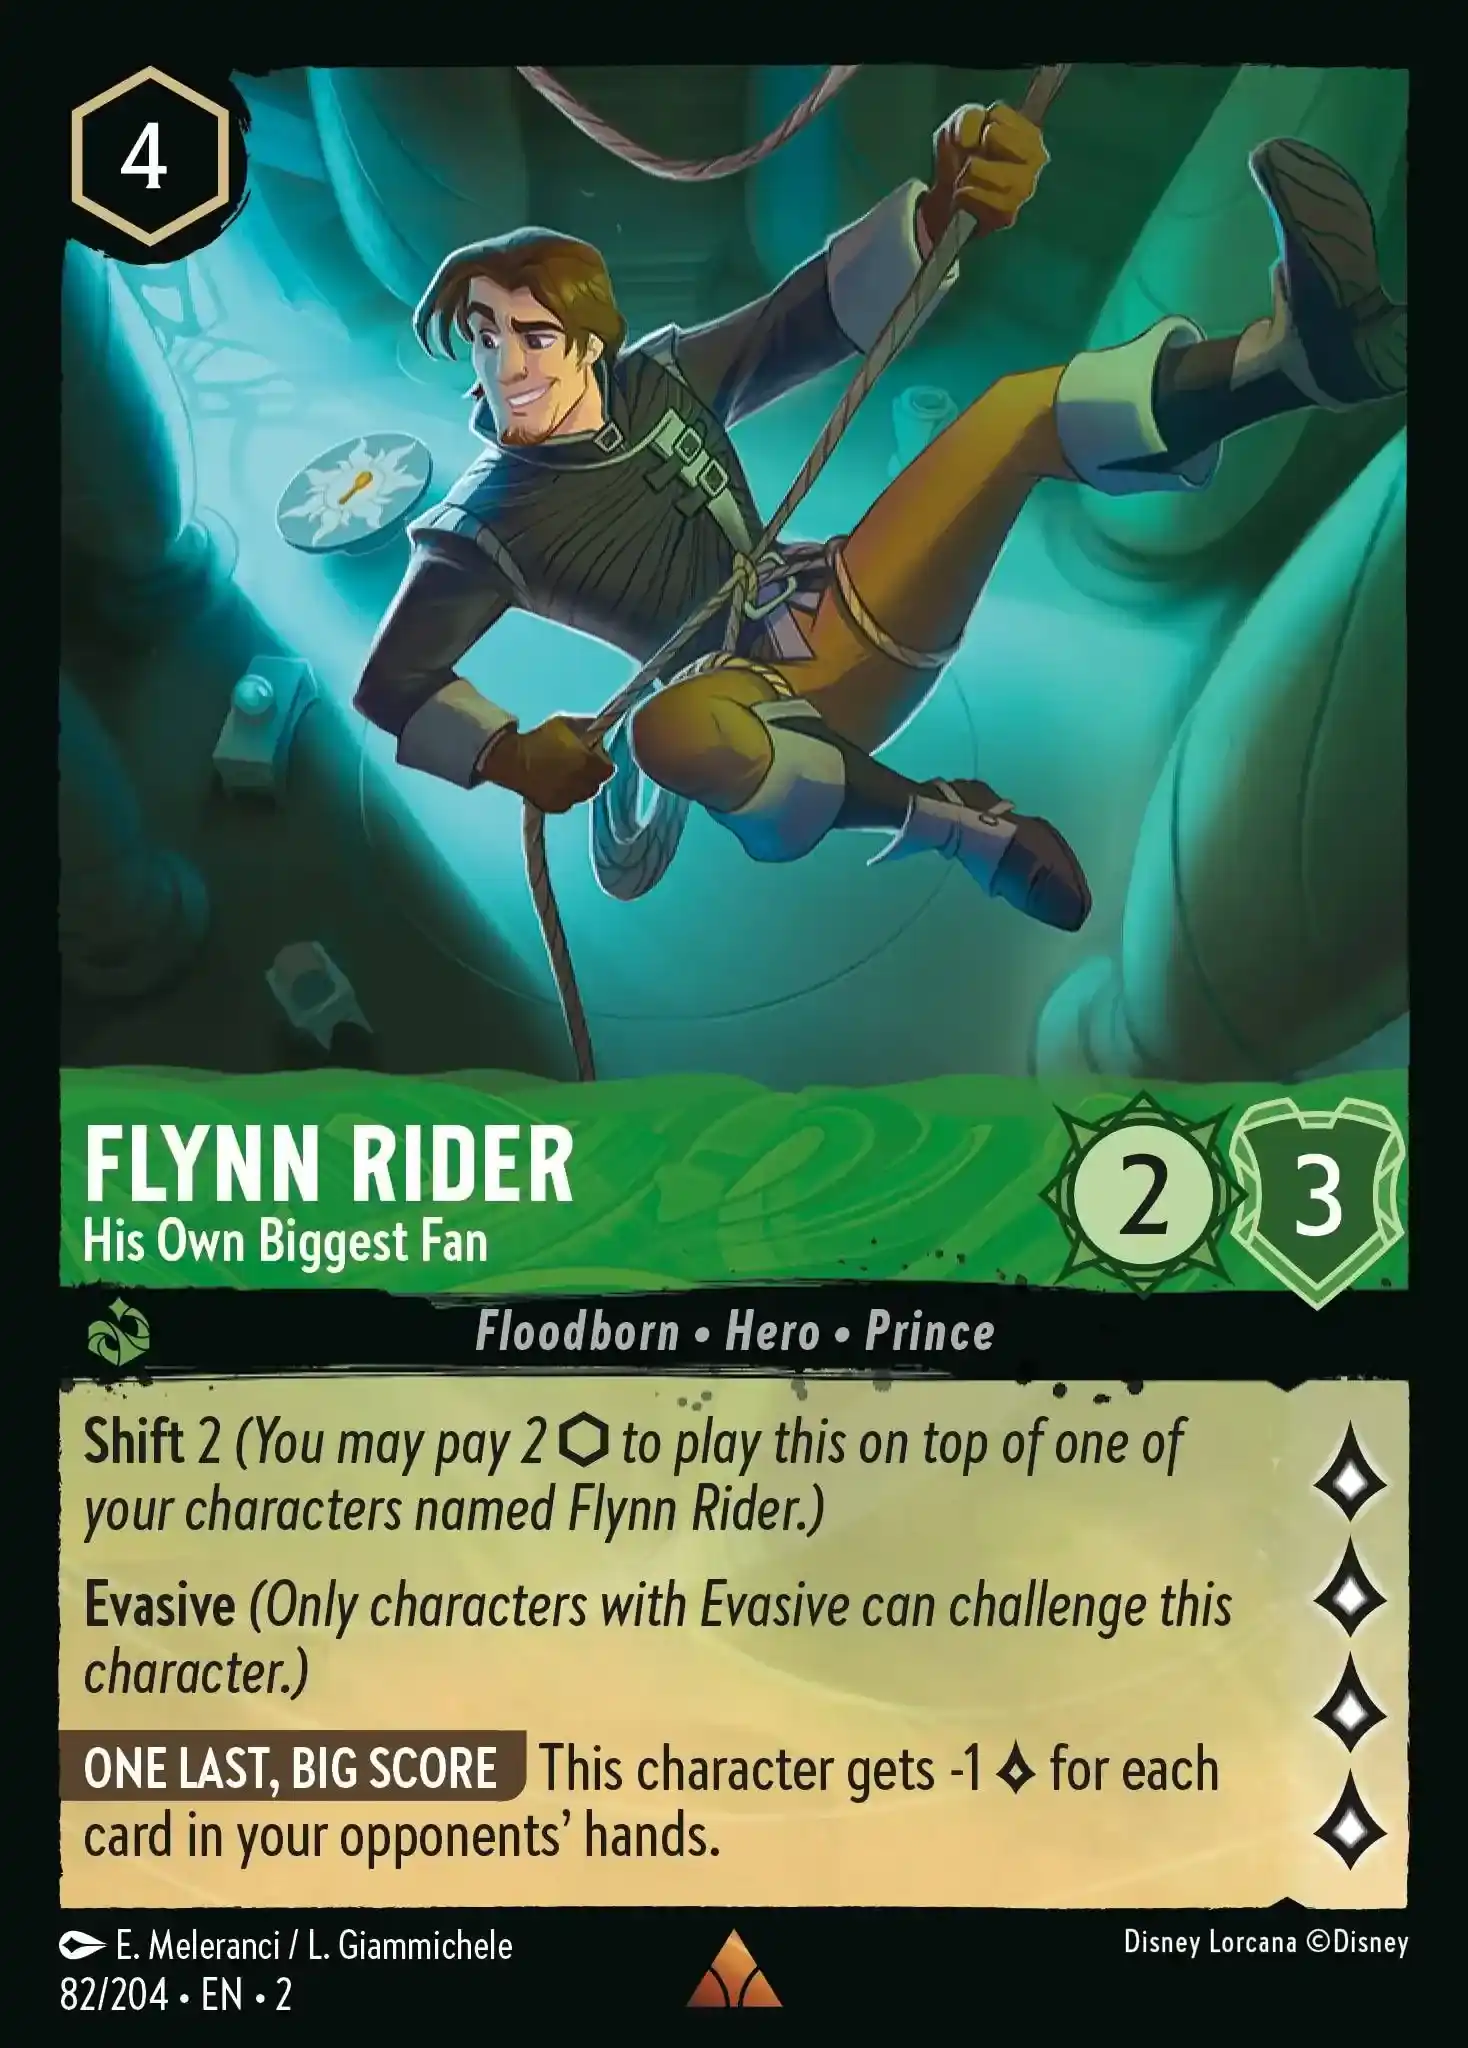 4
FLYNN RIDER
His Own Biggest Fan
2
3
Floodborn • Hero • Prince
Shift 2 (You may pay 2 ⬡ to play this on top of one of
your characters named Flynn Rider.)
Evasive (Only characters with Evasive can challenge this
character.)
ONE LAST, BIG SCORE This character gets -1 for each
card in your opponents’ hands.
E. Meleranci / L. Giammichele
Disney Lorcana ©Disney
82/204 • EN • 2